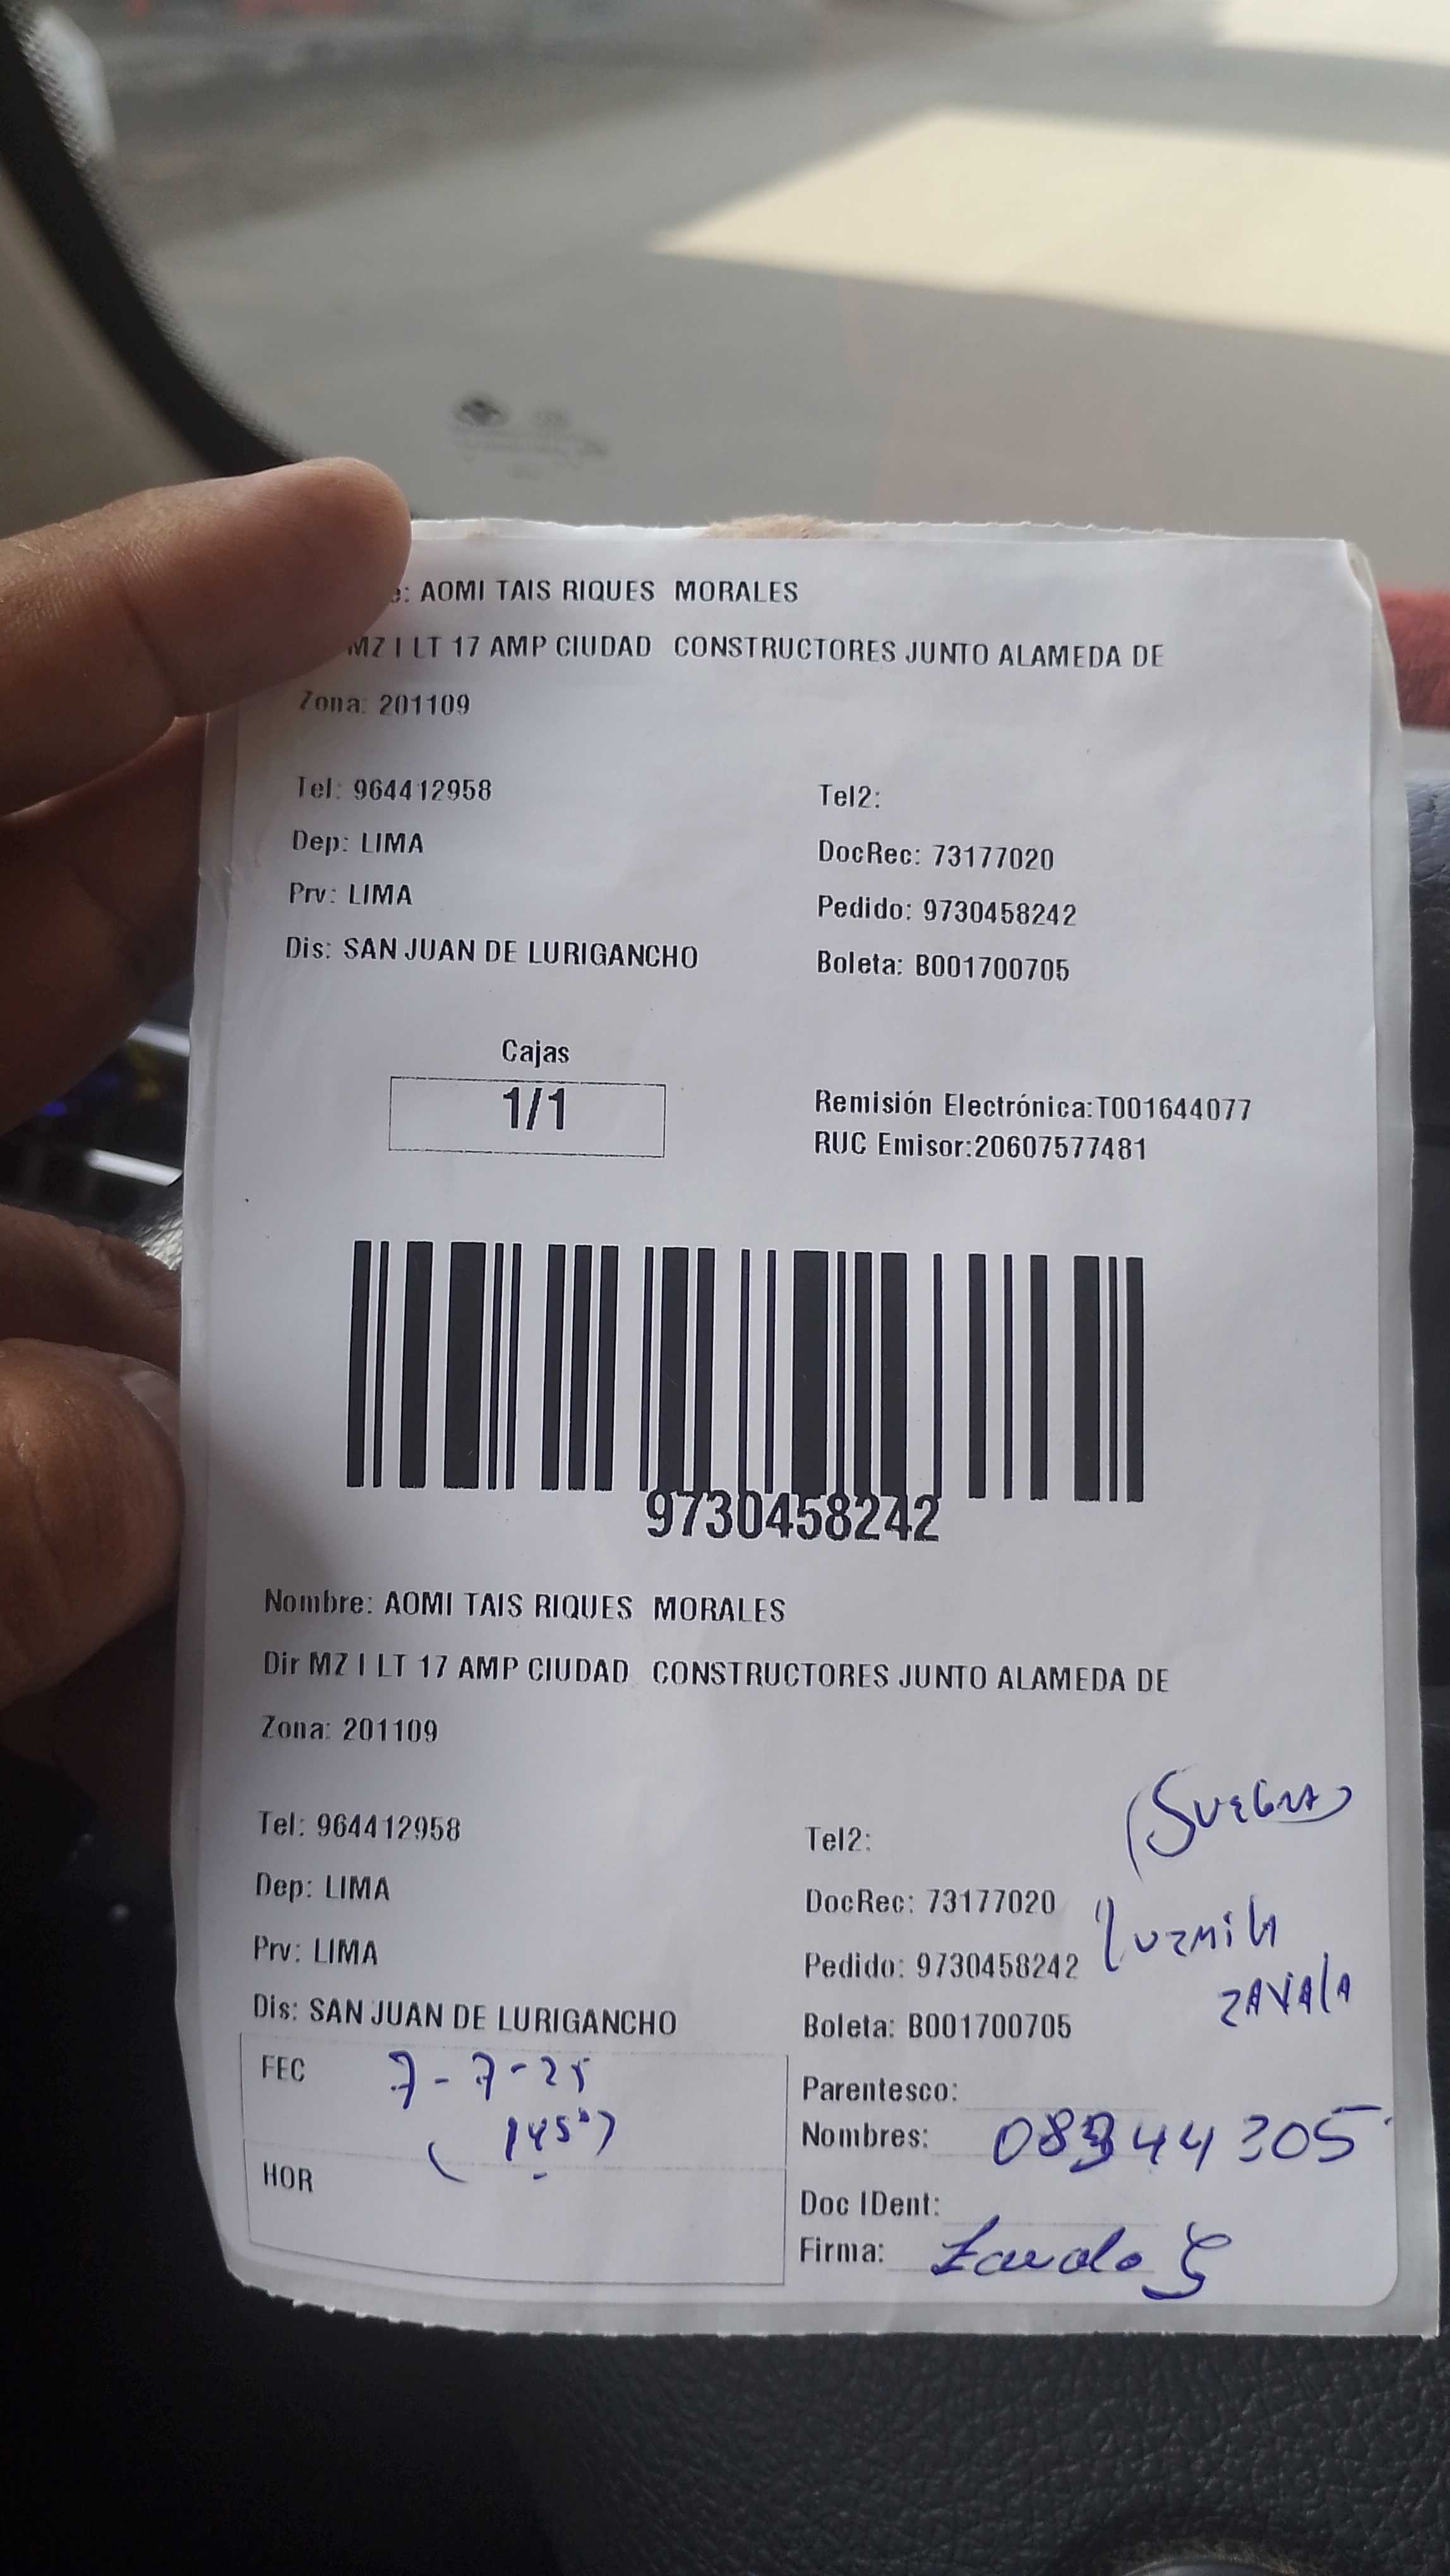 : AOMI TAIS RIQUES MORALES
MZ I LT 17 AMP CIUDAD CONSTRUCTORES JUNTO ALAMEDA DE
Zona: 201109
Tel: 964412958 Tel2:
Dep: LIMA DocRec: 73177020
Prv: LIMA Pedido: 9730458242
Dis: SAN JUAN DE LURIGANCHO Boleta: B001700705
Cajas
1/1
Remisión Electrónica:T001644077
RUC Emisor:20607577481
9730458242
Nombre: AOMI TAIS RIQUES MORALES
Dir MZ I LT 17 AMP CIUDAD CONSTRUCTORES JUNTO ALAMEDA DE
Zona: 201109
(SUEGRA)
Tel: 964412958 Tel2:
Dep: LIMA DocRec: 73177020
Prv: LIMA Pedido: 9730458242
ZAVALA
Dis: SAN JUAN DE LURIGANCHO Boleta: B001700705
FEC 7-7-25
Parentesco:
Nombres: 08344305
HOR
Doc IDent:
Firma: